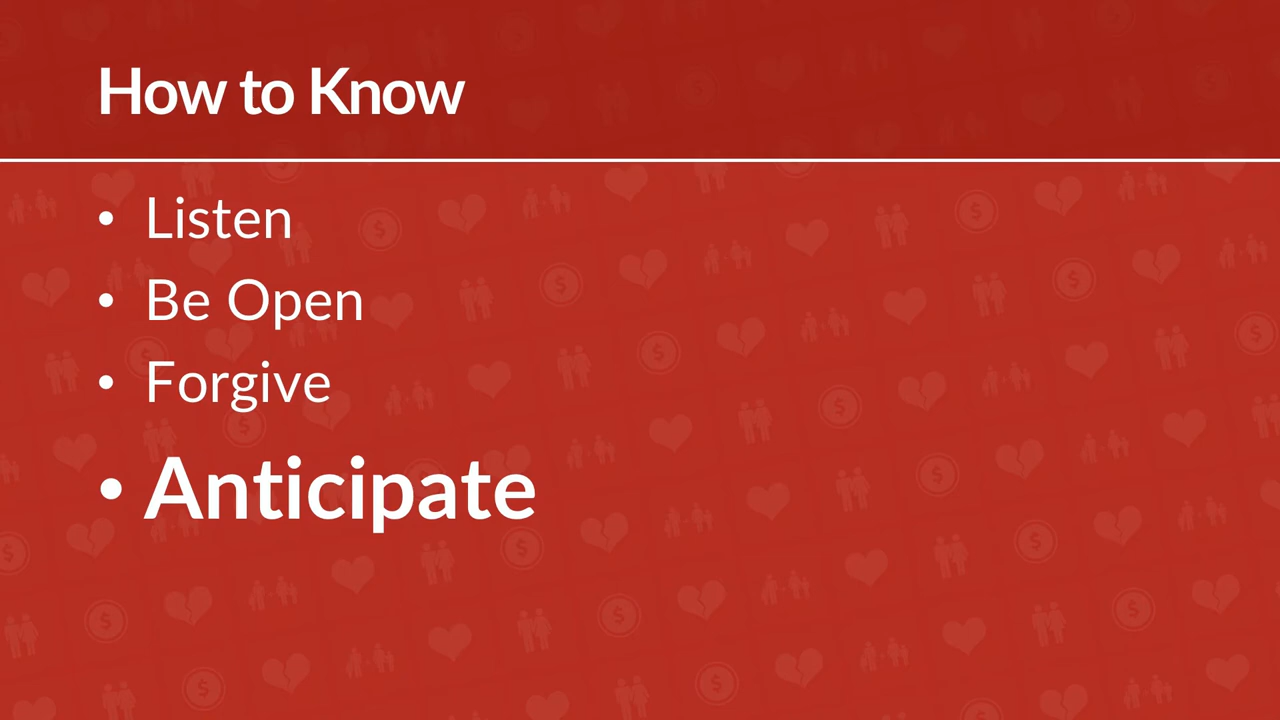 How to Know
• Listen
• Be Open
• Forgive
• Anticipate